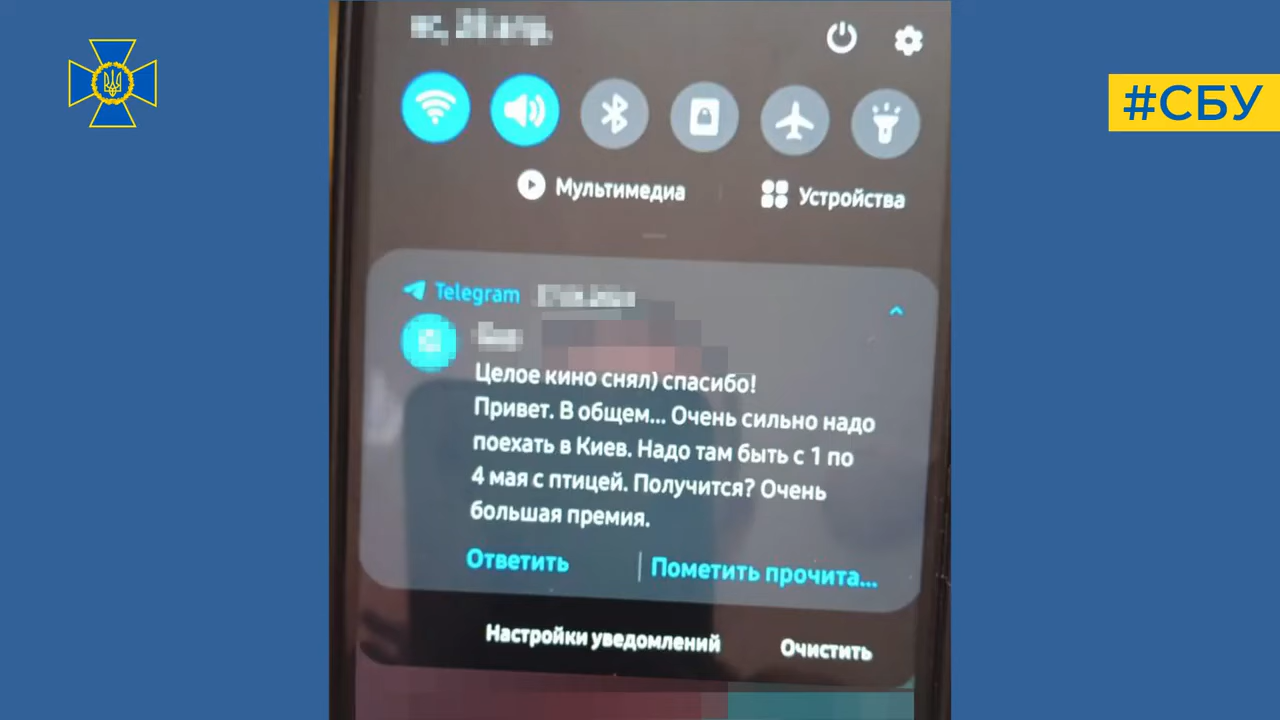 #СБУ
Мультимедиа
Устройства
Telegram
Целое кино снял) спасибо!
Привет. В общем... Очень сильно надо
поехать в Киев. Надо там быть с 1 по
4 мая с птицей. Получится? Очень
большая премия.
Ответить
Пометить прочита...
Настройки уведомлений
Очистить